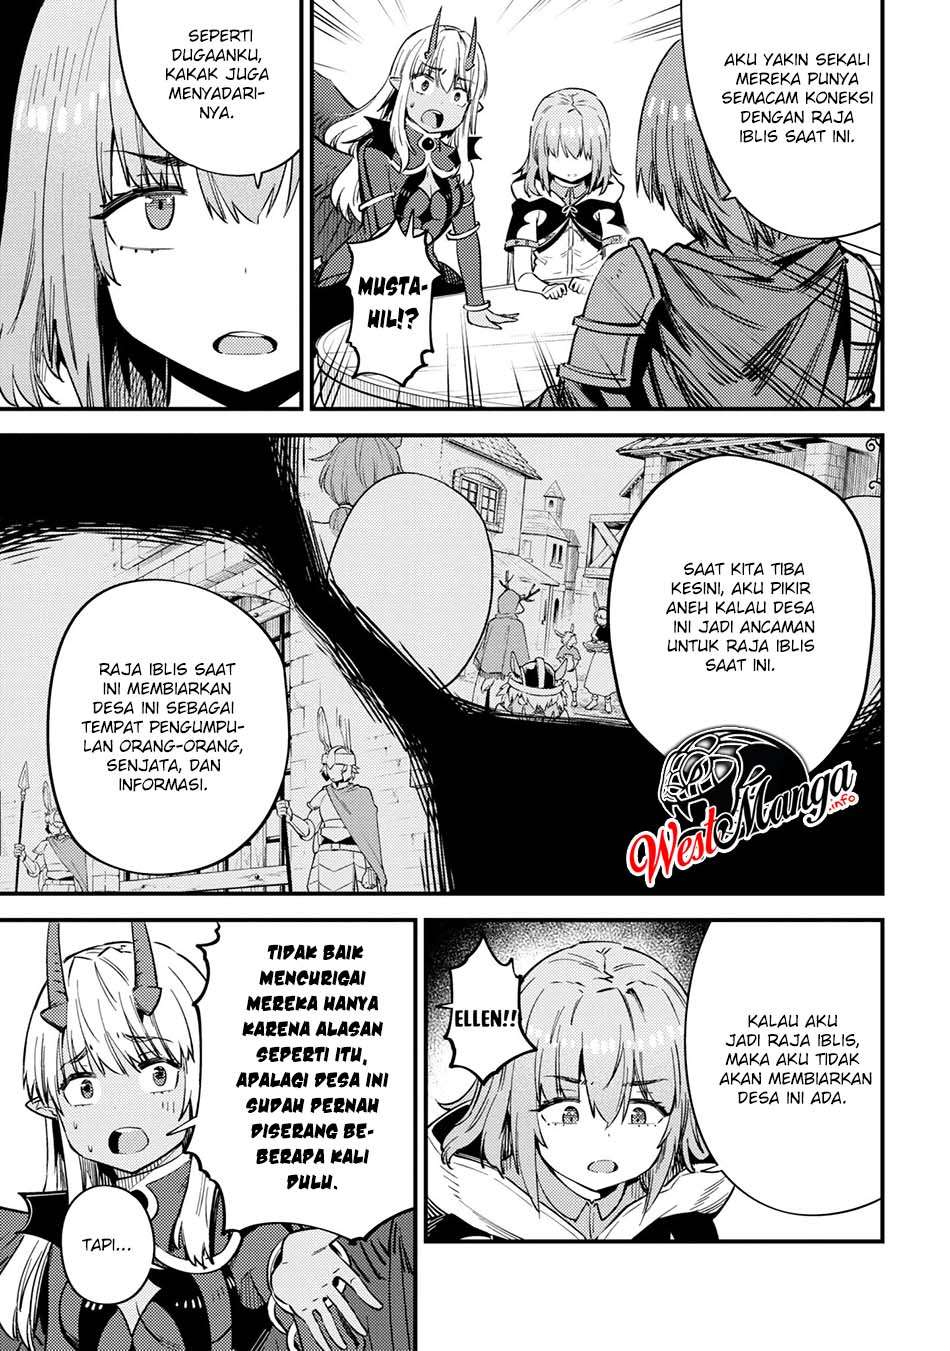 AKU YAKIN SEKALI
MEREKA PUNYA
SEMACAM KONEKSI
DENGAN RAJA
IBLIS SAAT INI.
MUSTA-
HIL!?
SEPERTI
DUGAANKU,
KAKAK JUGA
MENYADARI-
NYA.
SAAT KITA TIBA
KESINI, AKU PIKIR
ANEH KALAU DESA
INI JADI ANCAMAN
UNTUK RAJA IBLIS
SAAT INI.
RAJA IBLIS SAAT
INI MEMBIARKAN
DESA INI SEBAGAI
TEMPAT PENGUMPU-
LAN ORANG-ORANG,
SENJATA, DAN
INFORMASI.
WestManga
.info
KALAU AKU
JADI RAJA IBLIS,
MAKA AKU TIDAK
AKAN MEMBIARKAN
DESA INI ADA.
ELLEN!!
TIDAK BAIK
MENCURIGAI
MEREKA HANYA
KARENA ALASAN
SEPERTI ITU,
APALAGI DESA INI
SUDAH PERNAH
DISERANG BE-
BERAPA KALI
DULU.
TAPI...